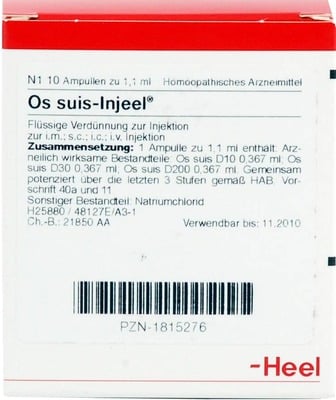 N1 10 Ampullen zu 1,1 ml Homöopathisches Arzneimittel
Os suis-Injeel®
Flüssige Verdünnung zur Injektion
zur i.m.; s.c.; i.c.; i.v. Injektion
Zusammensetzung: 1 Ampulle zu 1,1 ml enthält: Arz-
neilich wirksame Bestandteile: Os suis D10 0,367 ml; Os
suis D30 0,367 ml; Os suis D200 0,367 ml. Gemeinsam
potenziert über die letzten 3 Stufen gemäß HAB, Vor-
schrift 40a und 11
Sonstiger Bestandteil: Natriumchlorid
H25880 / 48127E/A3-1
Ch.-B.: 21850 AA Verwendbar bis: 11.2010
PZN-1815276
-Heel